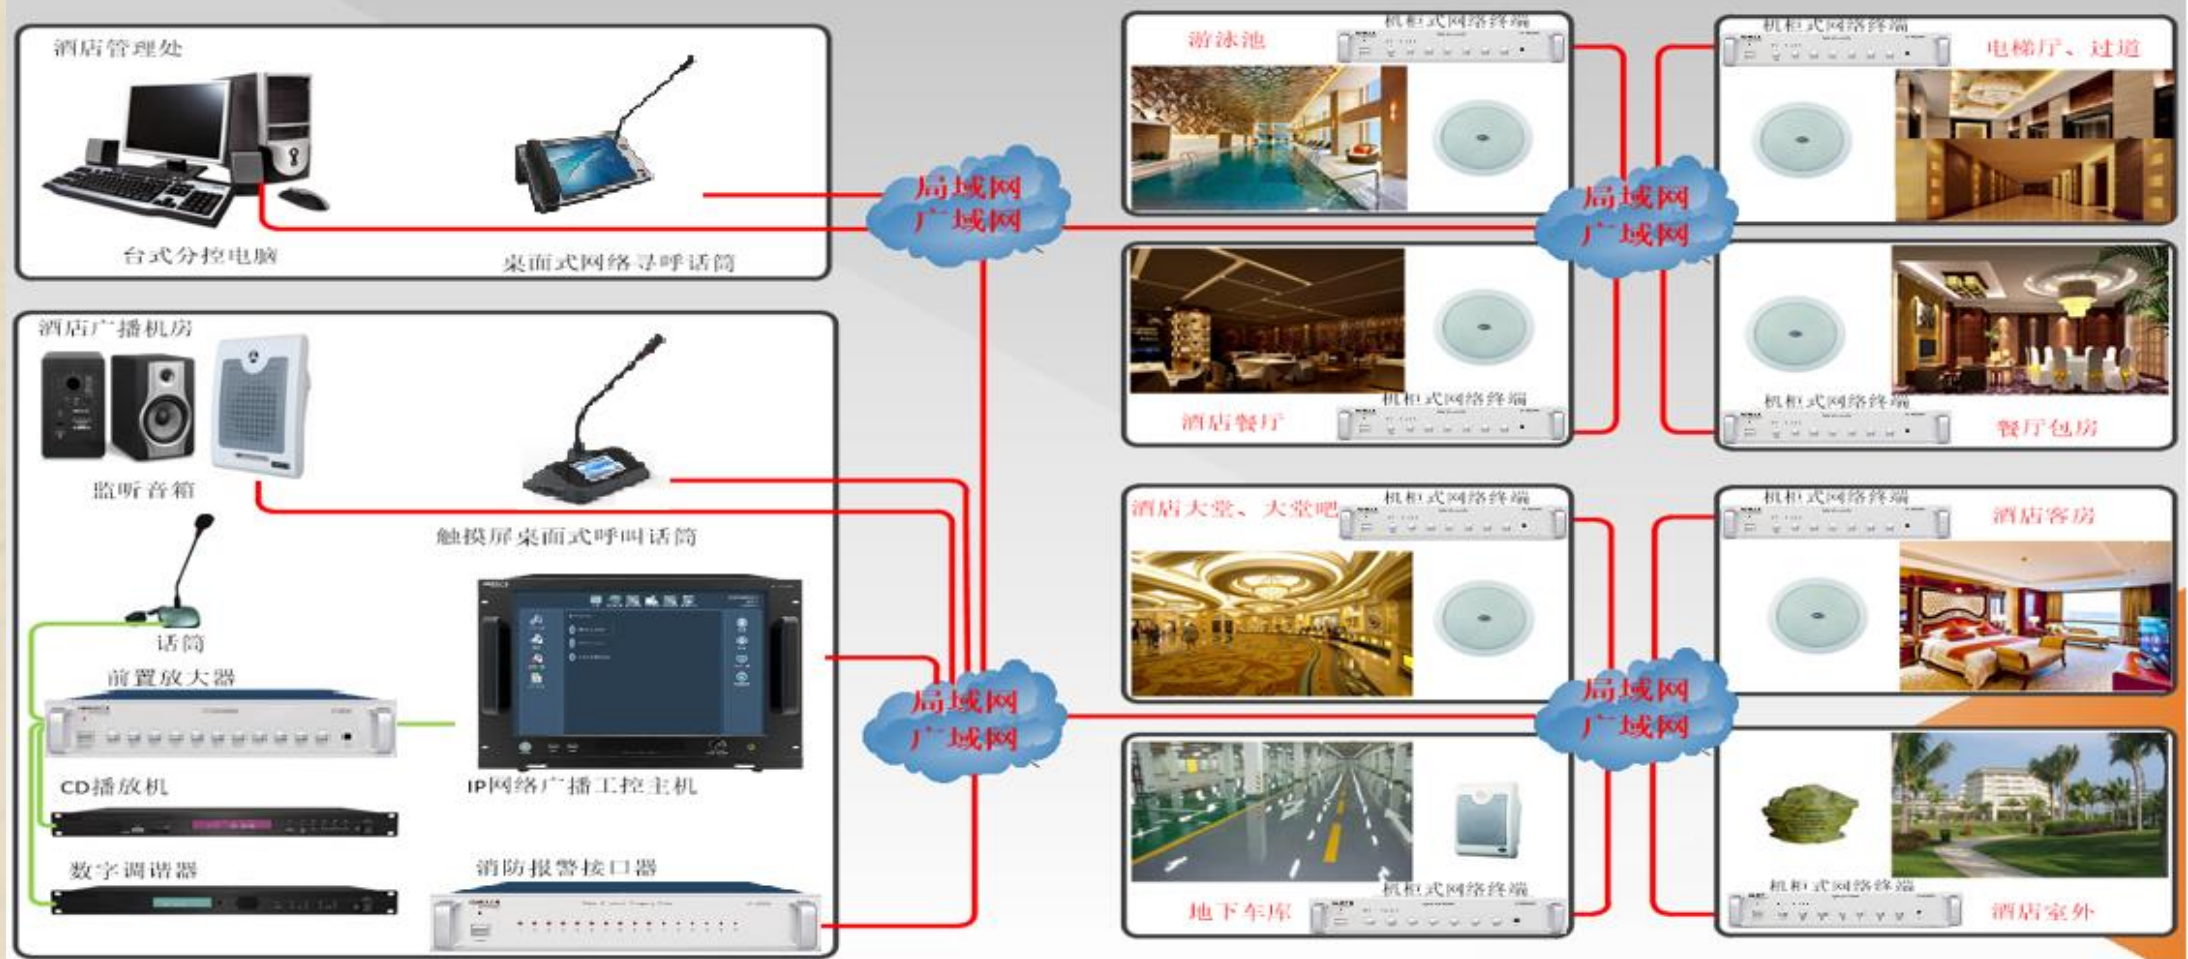 酒店管理处
台式分控电脑
桌面式网络寻呼话筒
局域网
广域网
酒店广播机房
监听音箱
触摸屏桌面式呼叫话筒
话筒
前置放大器
CD播放机
IP网络广播工控主机
数字调谐器
消防报警接口器
局域网
广域网
机柜式网络终端
游泳池
机柜式网络终端
电梯厅、过道
局域网
广域网
机柜式网络终端
酒店餐厅
机柜式网络终端
餐厅包房
机柜式网络终端
酒店大堂、大堂吧
机柜式网络终端
酒店客房
局域网
广域网
机柜式网络终端
地下车库
机柜式网络终端
酒店室外